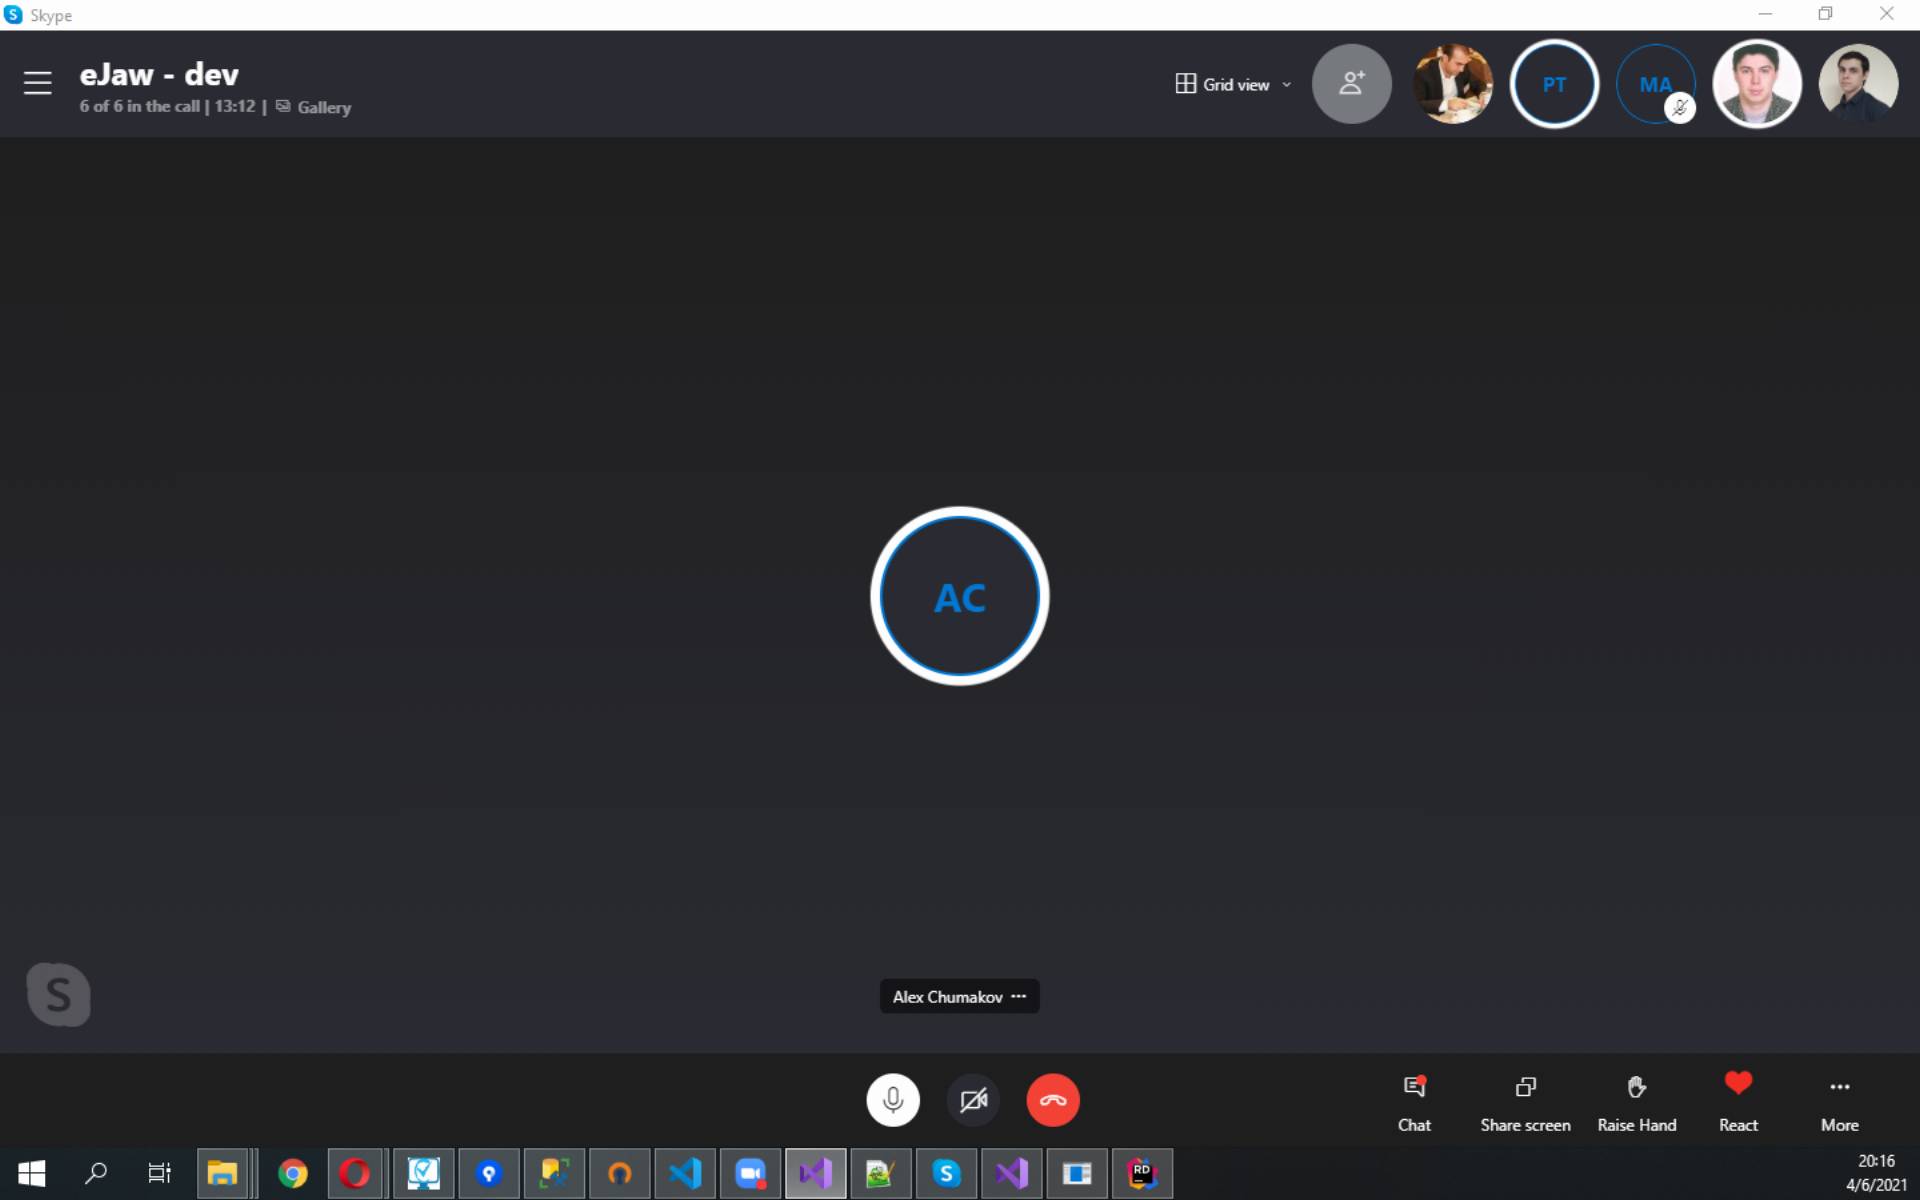 Skype
eJaw - dev
6 of 6 in the call | 13:12 | Gallery
Grid view
PT
MA
AC
S
Alex Chumakov
Chat
Share screen
Raise Hand
React
More
RD
20:16
4/6/2021